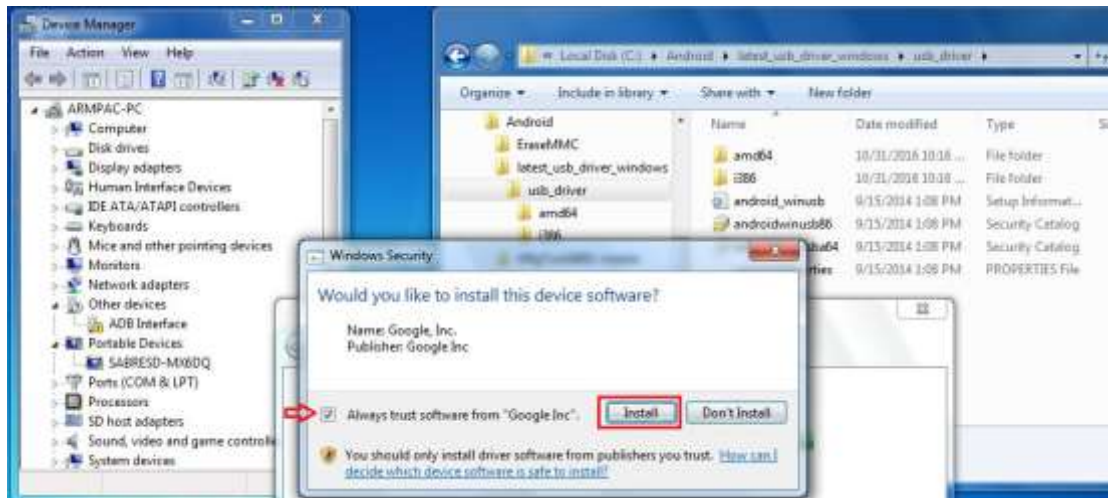 Device Manager
File Action View Help
ARMPAC-PC
Computer
Disk drives
Display adapters
Human Interface Devices
IDE ATA/ATAPI controllers
Keyboards
Mice and other pointing devices
Monitors
Network adapters
Other devices
ADB Interface
Portable Devices
SABRESD-MX6DQ
Ports (COM & LPT)
Processors
SD host adapters
Sound, video and game controlle
System devices
Local Disk (C:) Android latest_usb_driver_windows usb_driver
Organize Include in library Share with New folder
Android
EraseMMC
latest_usb_driver_windows
usb_driver
amd64
i386
Name Date modified Type
amd64 10/31/2016 10:16 ... File folder
i386 10/31/2016 10:16 ... File folder
android_winusb 9/15/2014 1:08 PM Setup Informat...
androidwinusb86 9/15/2014 1:08 PM Security Catalog
sba64 9/15/2014 1:08 PM Security Catalog
rties 9/15/2014 1:08 PM PROPERTIES File
Windows Security
Would you like to install this device software?
Name: Google, Inc.
Publisher: Google Inc
Always trust software from "Google Inc".
Install
Don't Install
You should only install driver software from publishers you trust. How can I
decide which device software is safe to install?